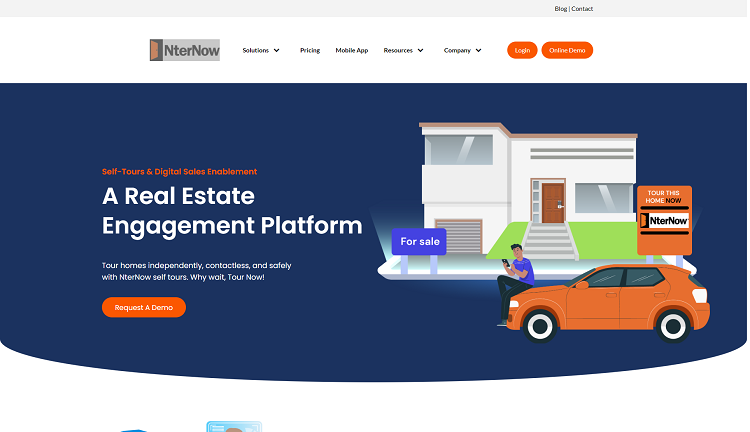 Blog | Contact
NterNow
Solutions
Pricing
Mobile App
Resources
Company
Login
Online Demo
Self-Tours & Digital Sales Enablement
A Real Estate
Engagement Platform
Tour homes independently, contactless, and safely
with NterNow self tours. Why wait, Tour Now!
Request A Demo
For sale
TOUR THIS
HOME NOW
NterNow